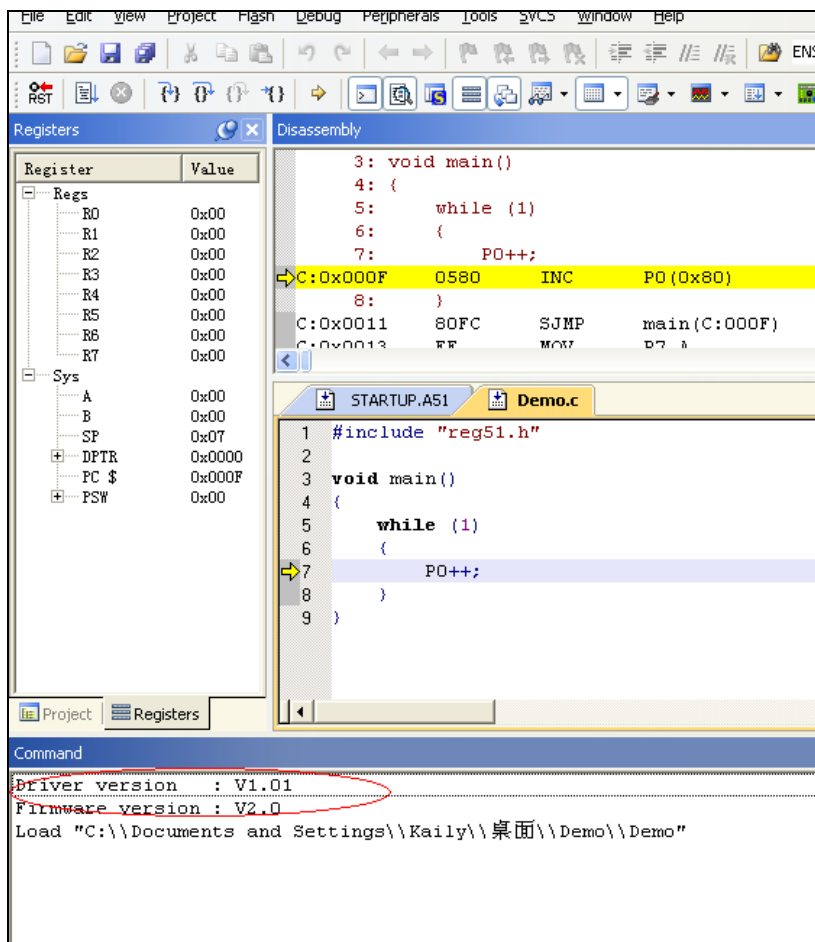 File Edit View Project Flash Debug Peripherals Tools SVCS Window Help
ENS
RST
Registers
Register Value
Regs
R0 0x00
R1 0x00
R2 0x00
R3 0x00
R4 0x00
R5 0x00
R6 0x00
R7 0x00
Sys
A 0x00
B 0x00
SP 0x07
DPTR 0x0000
PC $ 0x000F
PSW 0x00
Project
Registers
Disassembly
3: void main()
4: {
5: while (1)
6: {
7: P0++;
C:0x000F 0580 INC P0(0x80)
8: }
C:0x0011 80FC SJMP main(C:000F)
C:0x0013 EF MOV
STARTUP.A51 Demo.c
1 #include "reg51.h"
2
3 void main()
4 {
5 while (1)
6 {
7 P0++;
8 }
9 }
Command
Driver version : V1.01
Firmware version : V2.0
Load "C:\\Documents and Settings\\Kaily\\桌面\\Demo\\Demo"